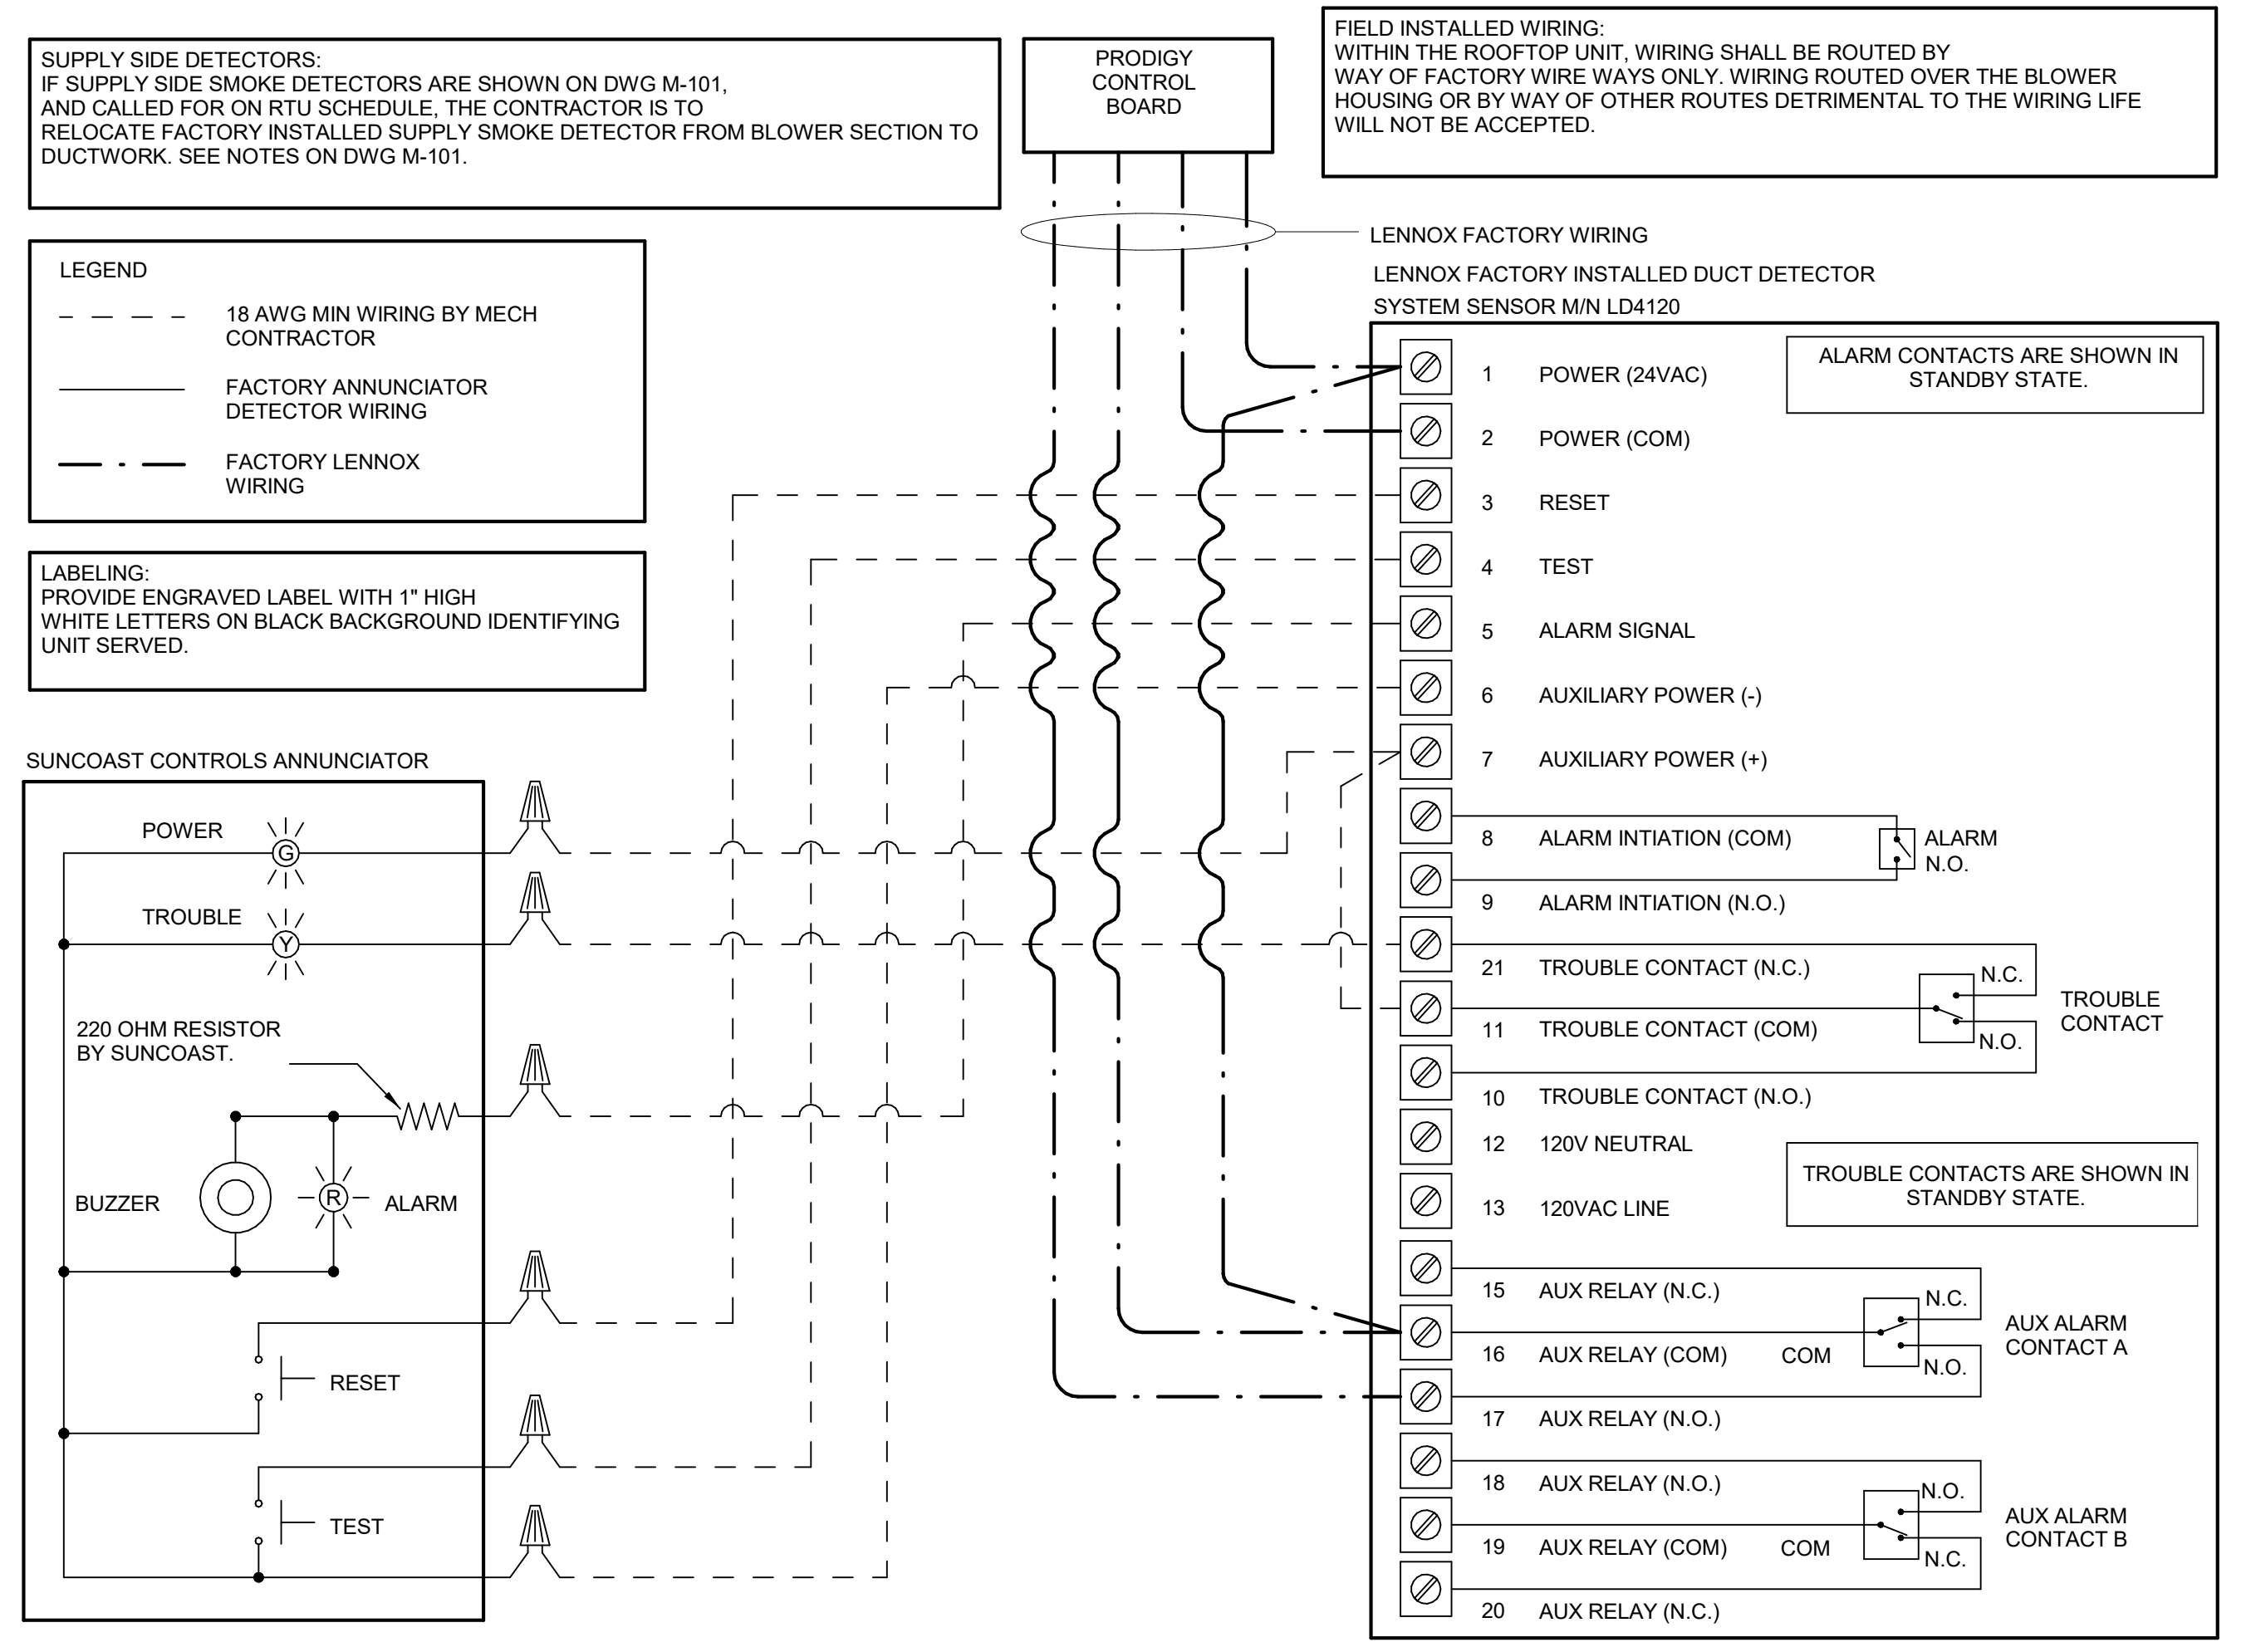 SUPPLY SIDE DETECTORS:
IF SUPPLY SIDE SMOKE DETECTORS ARE SHOWN ON DWG M-101,
AND CALLED FOR ON RTU SCHEDULE, THE CONTRACTOR IS TO
RELOCATE FACTORY INSTALLED SUPPLY SMOKE DETECTOR FROM BLOWER SECTION TO
DUCTWORK. SEE NOTES ON DWG M-101.
PRODIGY
CONTROL
BOARD
FIELD INSTALLED WIRING:
WITHIN THE ROOFTOP UNIT, WIRING SHALL BE ROUTED BY
WAY OF FACTORY WIRE WAYS ONLY. WIRING ROUTED OVER THE BLOWER
HOUSING OR BY WAY OF OTHER ROUTES DETRIMENTAL TO THE WIRING LIFE
WILL NOT BE ACCEPTED.
LEGEND
18 AWG MIN WIRING BY MECH
CONTRACTOR
FACTORY ANNUNCIATOR
DETECTOR WIRING
FACTORY LENNOX
WIRING
LABELING:
PROVIDE ENGRAVED LABEL WITH 1" HIGH
WHITE LETTERS ON BLACK BACKGROUND IDENTIFYING
UNIT SERVED.
LENNOX FACTORY WIRING
LENNOX FACTORY INSTALLED DUCT DETECTOR
SYSTEM SENSOR M/N LD4120
ALARM CONTACTS ARE SHOWN IN
STANDBY STATE.
1 POWER (24VAC)
2 POWER (COM)
3 RESET
4 TEST
5 ALARM SIGNAL
6 AUXILIARY POWER (-)
7 AUXILIARY POWER (+)
8 ALARM INTIATION (COM)
ALARM
N.O.
9 ALARM INTIATION (N.O.)
21 TROUBLE CONTACT (N.C.)
N.C.
TROUBLE
CONTACT
11 TROUBLE CONTACT (COM)
N.O.
10 TROUBLE CONTACT (N.O.)
12 120V NEUTRAL
13 120VAC LINE
TROUBLE CONTACTS ARE SHOWN IN
STANDBY STATE.
15 AUX RELAY (N.C.)
N.C.
AUX ALARM
CONTACT A
16 AUX RELAY (COM) COM
N.O.
17 AUX RELAY (N.O.)
18 AUX RELAY (N.O.)
N.O.
AUX ALARM
CONTACT B
19 AUX RELAY (COM) COM
N.C.
20 AUX RELAY (N.C.)
SUNCOAST CONTROLS ANNUNCIATOR
POWER
G
TROUBLE
Y
220 OHM RESISTOR
BY SUNCOAST.
BUZZER
R
ALARM
RESET
TEST